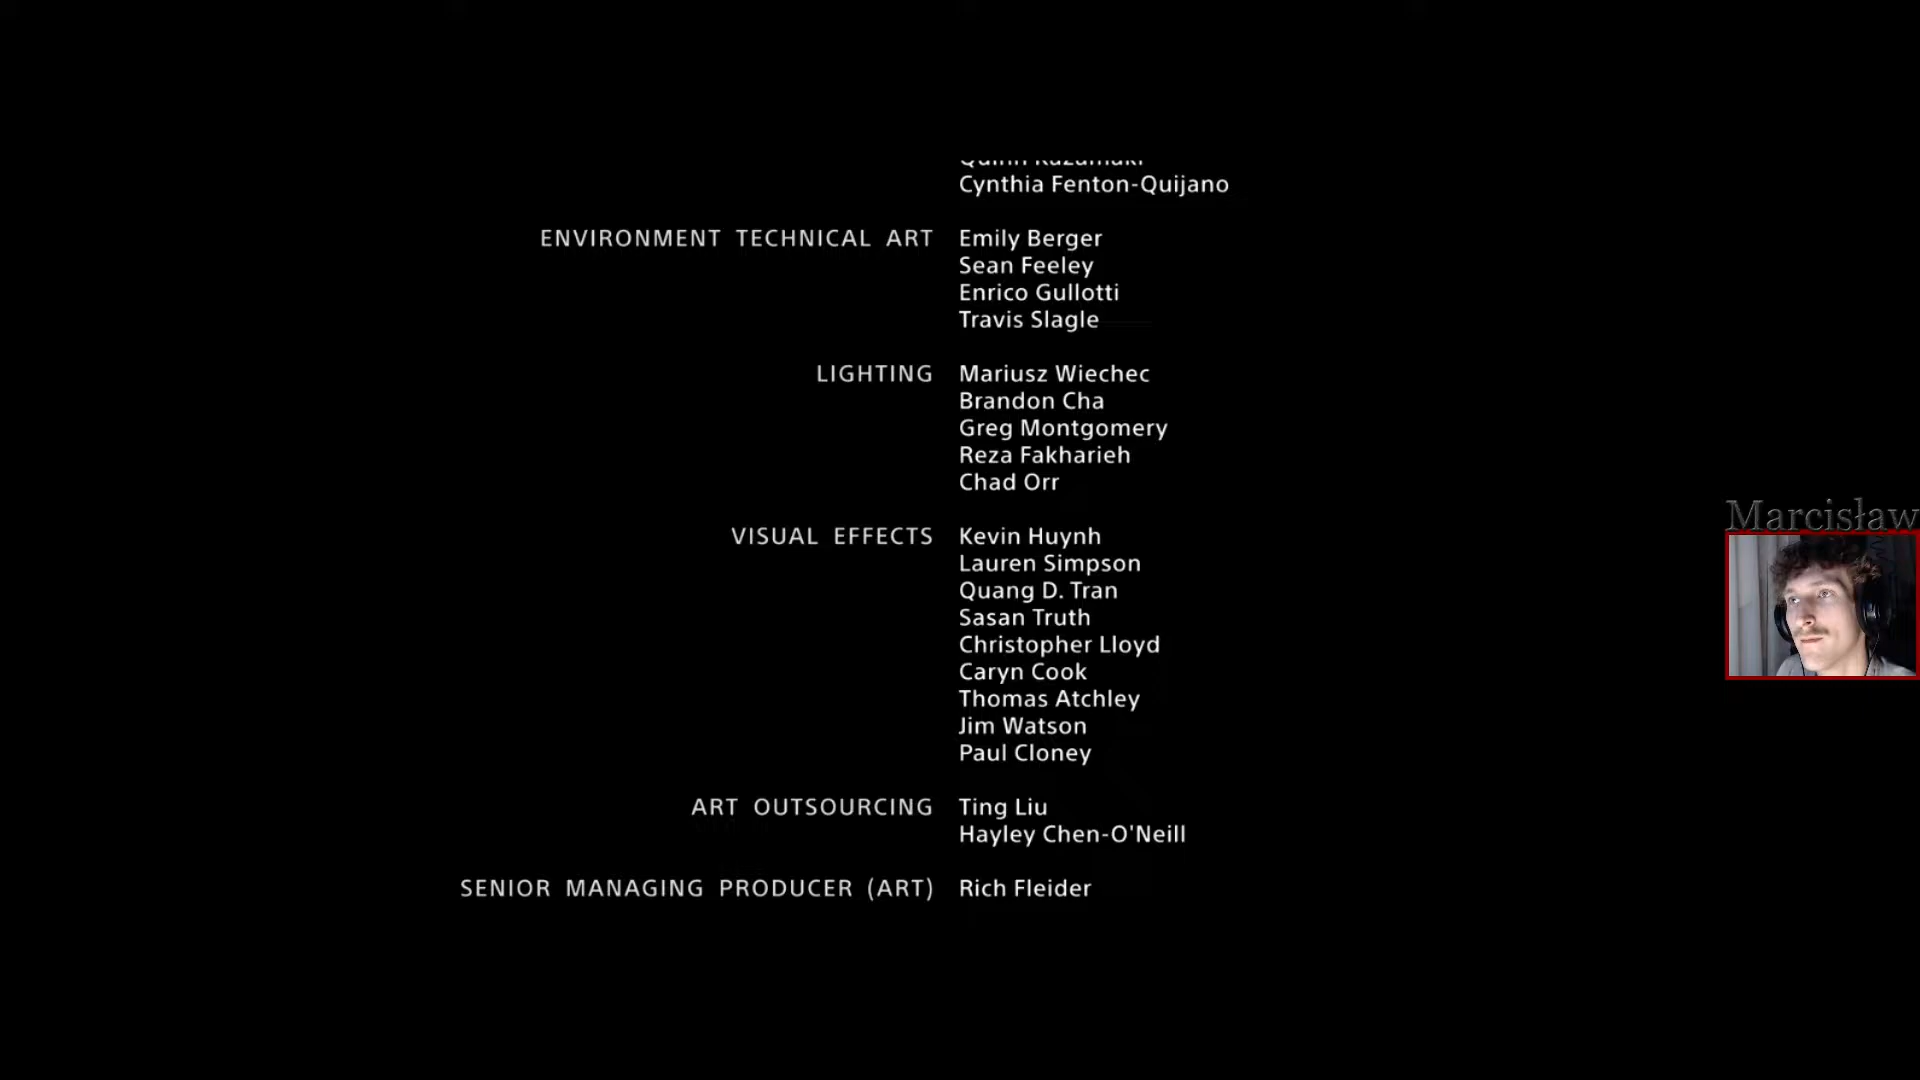 Cynthia Fenton-Quijano
ENVIRONMENT TECHNICAL ART Emily Berger
Sean Feeley
Enrico Gullotti
Travis Slagle
LIGHTING Mariusz Wiechec
Brandon Cha
Greg Montgomery
Reza Fakharieh
Chad Orr
VISUAL EFFECTS Kevin Huynh
Lauren Simpson
Quang D. Tran
Sasan Truth
Christopher Lloyd
Caryn Cook
Thomas Atchley
Jim Watson
Paul Cloney
ART OUTSOURCING Ting Liu
Hayley Chen-O'Neill
SENIOR MANAGING PRODUCER (ART) Rich Fleider
Marcisław